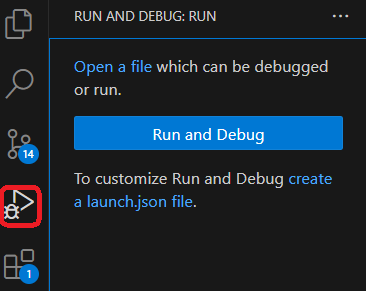 RUN AND DEBUG: RUN
Open a file which can be debugged
or run.
Run and Debug
To customize Run and Debug create
a launch.json file.
14
1